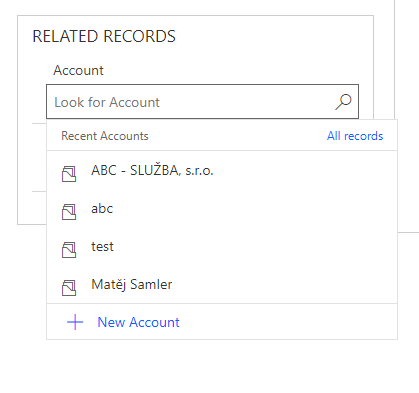 RELATED RECORDS
Account
Look for Account
Recent Accounts All records
ABC - SLUŽBA, s.r.o.
abc
test
Matěj Samler
New Account